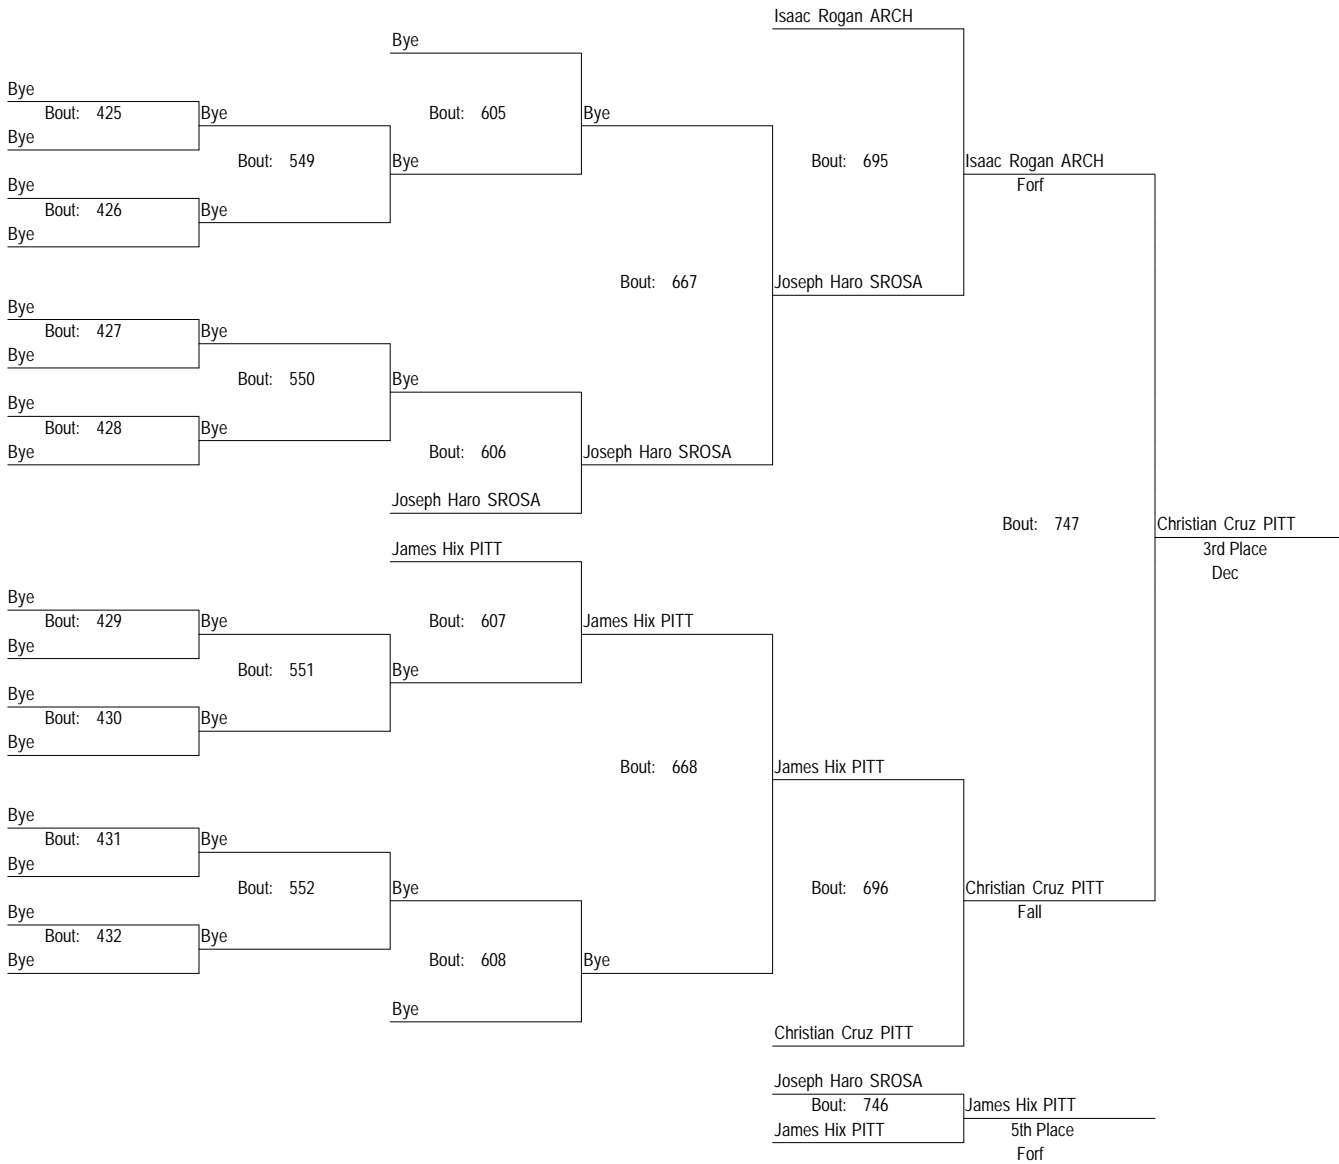 Isaac Rogan ARCH
Bye
Bye
Bout: 425
Bye
Bout: 605
Bye
Bye
Bout: 549
Bye
Bout: 695
Isaac Rogan ARCH
Forf
Bye
Bout: 426
Bye
Bye
Bout: 667
Joseph Haro SROSA
Bye
Bout: 427
Bye
Bye
Bout: 550
Bye
Bye
Bout: 428
Bye
Bye
Bout: 606
Joseph Haro SROSA
Joseph Haro SROSA
Bout: 747
Christian Cruz PITT
3rd Place
Dec
James Hix PITT
Bye
Bout: 429
Bye
Bout: 607
James Hix PITT
Bye
Bout: 551
Bye
Bye
Bout: 430
Bye
Bye
Bout: 668
James Hix PITT
Bye
Bout: 431
Bye
Bye
Bout: 552
Bye
Bout: 696
Christian Cruz PITT
Fall
Bye
Bout: 432
Bye
Bye
Bout: 608
Bye
Bye
Christian Cruz PITT
Joseph Haro SROSA
Bout: 746
James Hix PITT
James Hix PITT
5th Place
Forf